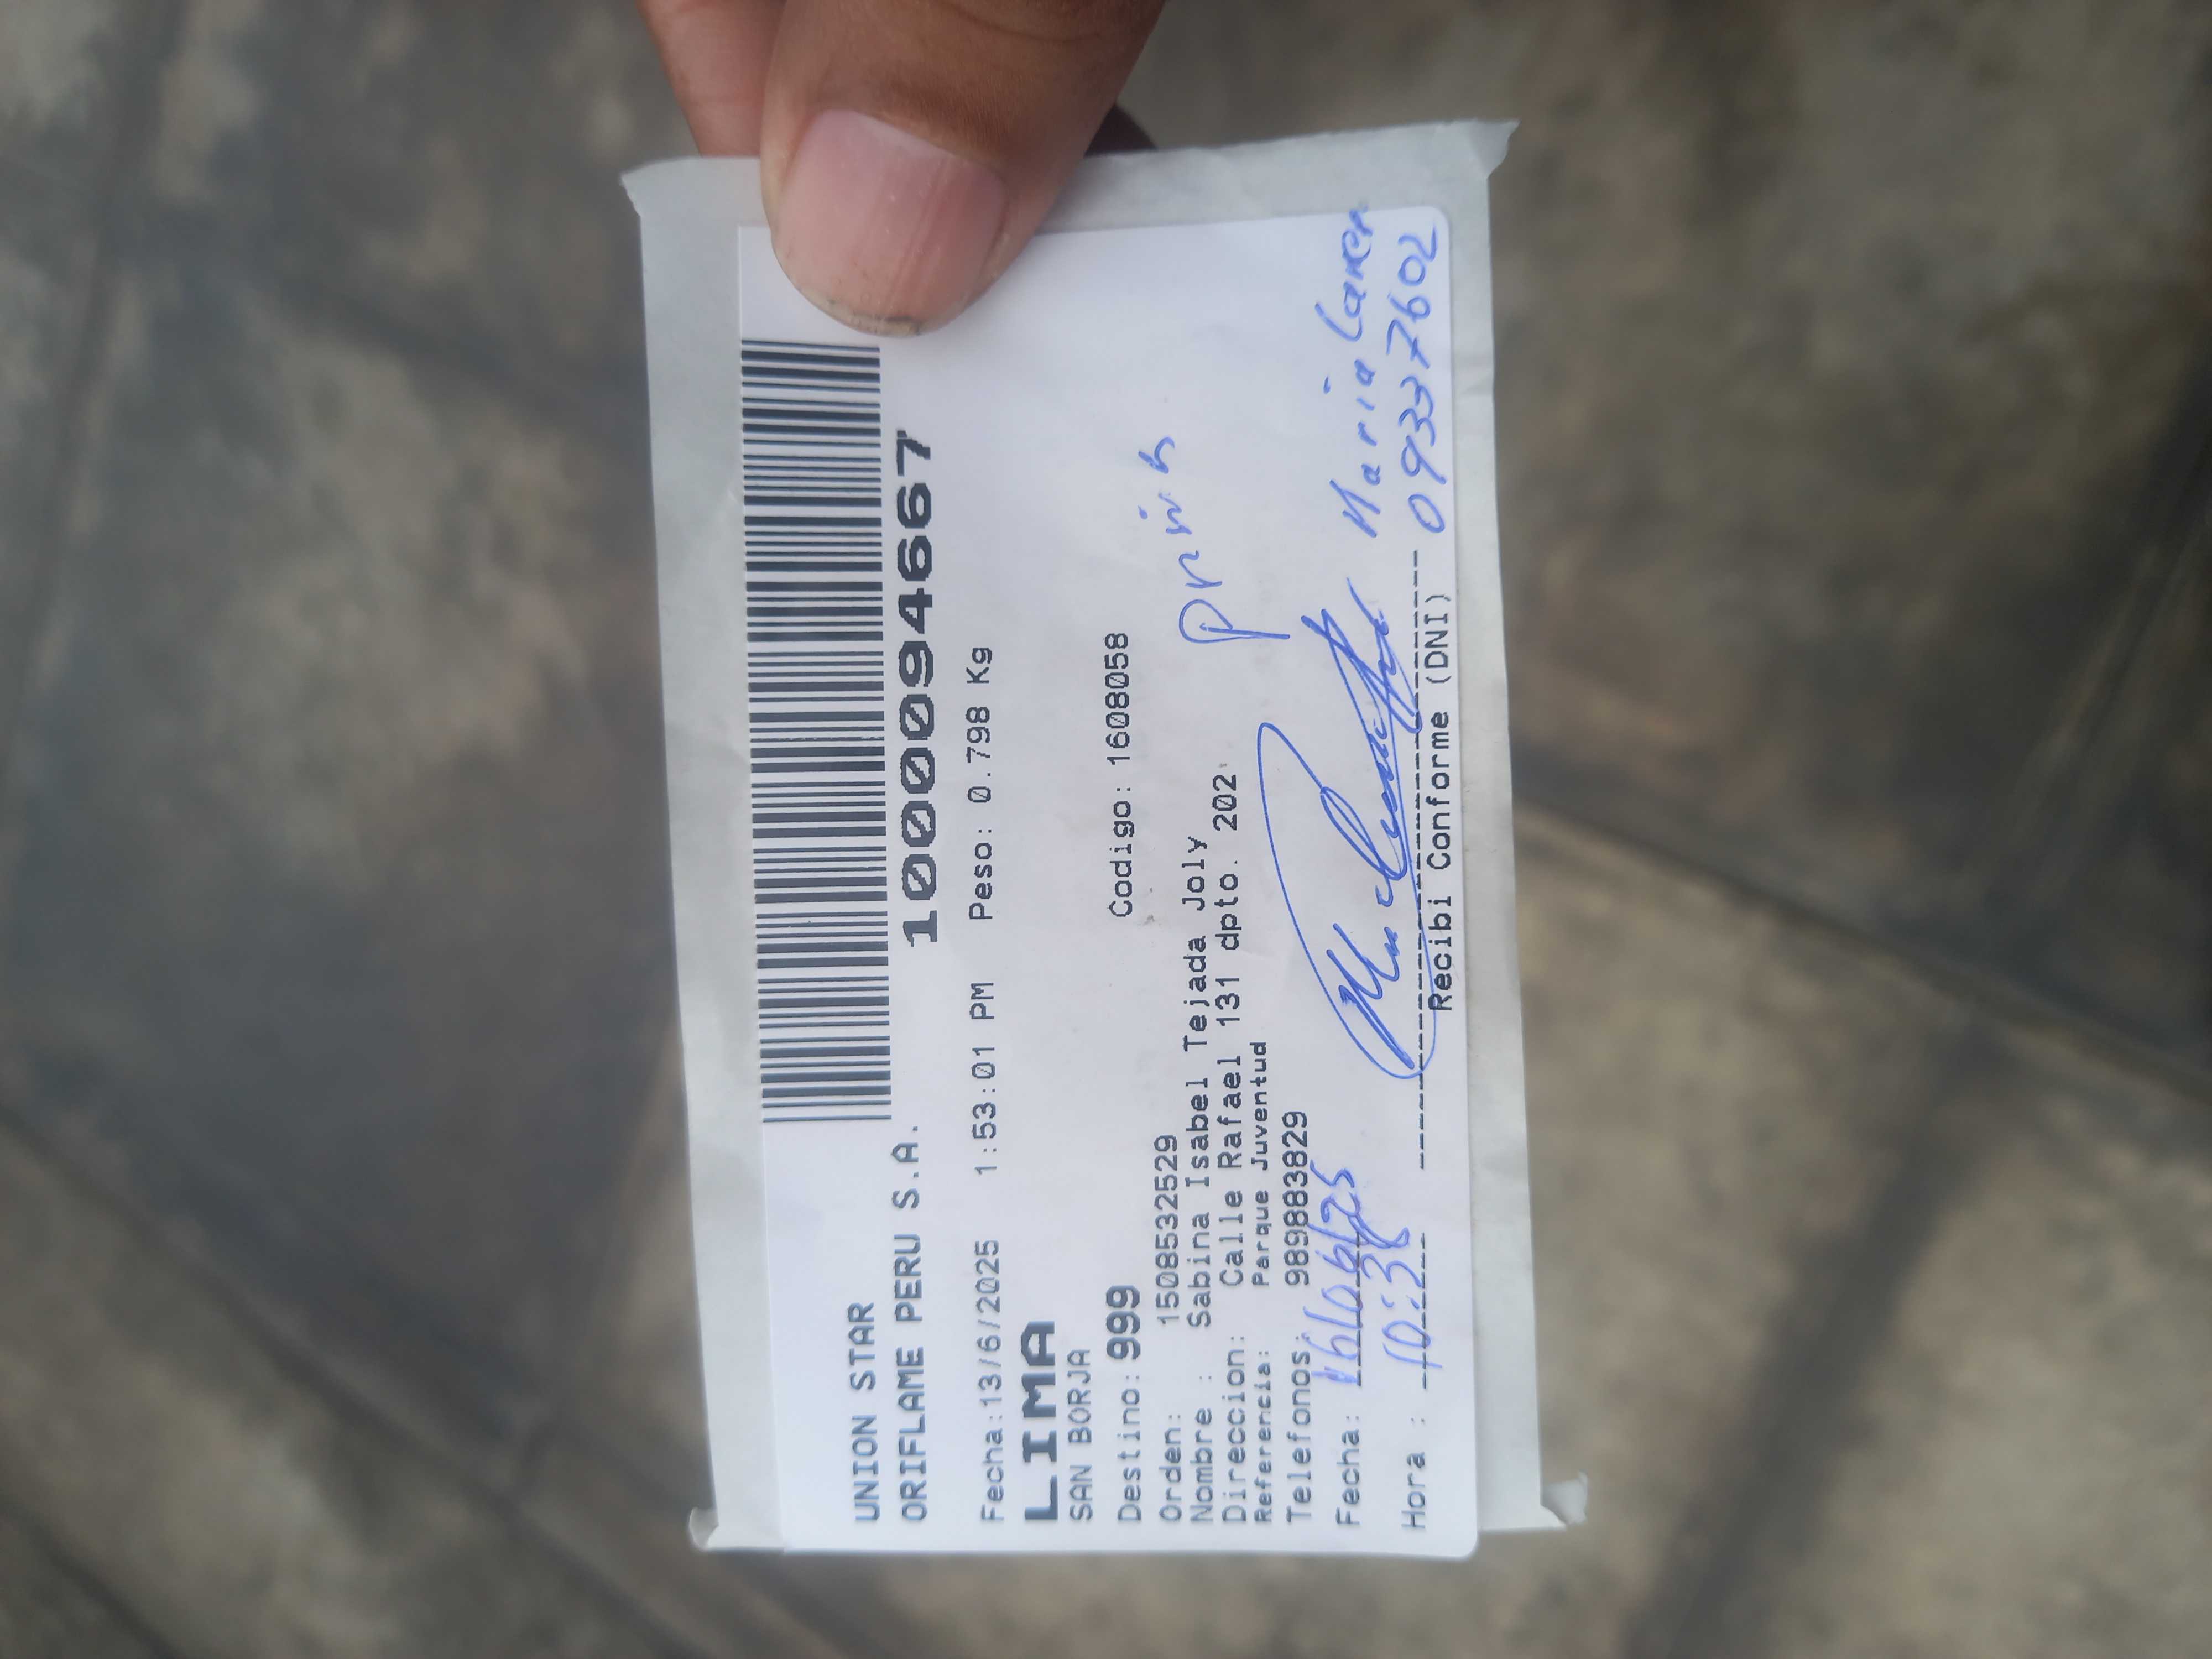 UNION STAR
ORIFLAME PERU S.A. 1000094667
Fecha:13/6/2025 1:53:01 PM Peso: 0.798 Kg
LIMA
SAN BORJA
Destino: 999 Codigo: 1608058
Orden: 1508532529
Nombre : Sabina Isabel Tejada Joly
Direccion: Calle Rafael 131 dpto. 202
Referencia: Parque Juventud
Telefonos: 989883829
Fecha: 16/06/25 Maria
Hora : 10:38 09337602
Recibi Conforme (DNI)